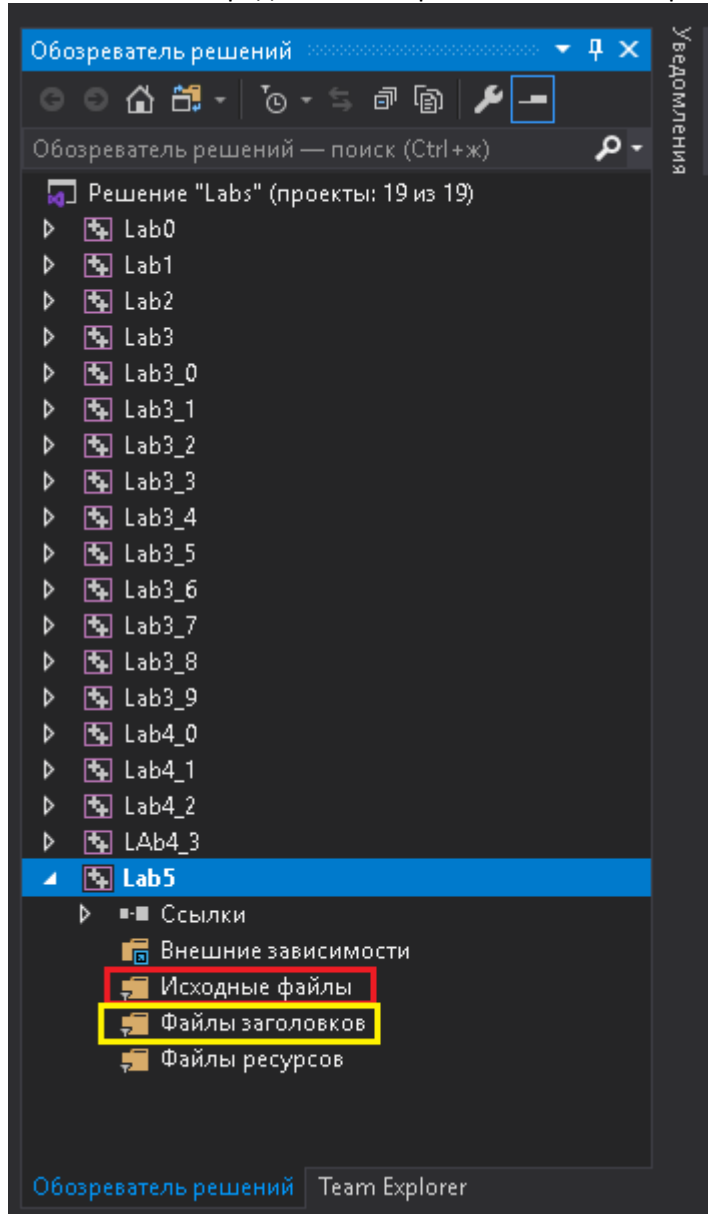 Обозреватель решений
Уведомления
Обозреватель решений — поиск (Ctrl+ж)
Решение "Labs" (проекты: 19 из 19)
Lab0
Lab1
Lab2
Lab3
Lab3_0
Lab3_1
Lab3_2
Lab3_3
Lab3_4
Lab3_5
Lab3_6
Lab3_7
Lab3_8
Lab3_9
Lab4_0
Lab4_1
Lab4_2
LAb4_3
Lab5
Ссылки
Внешние зависимости
Исходные файлы
Файлы заголовков
Файлы ресурсов
Обозреватель решений Team Explorer